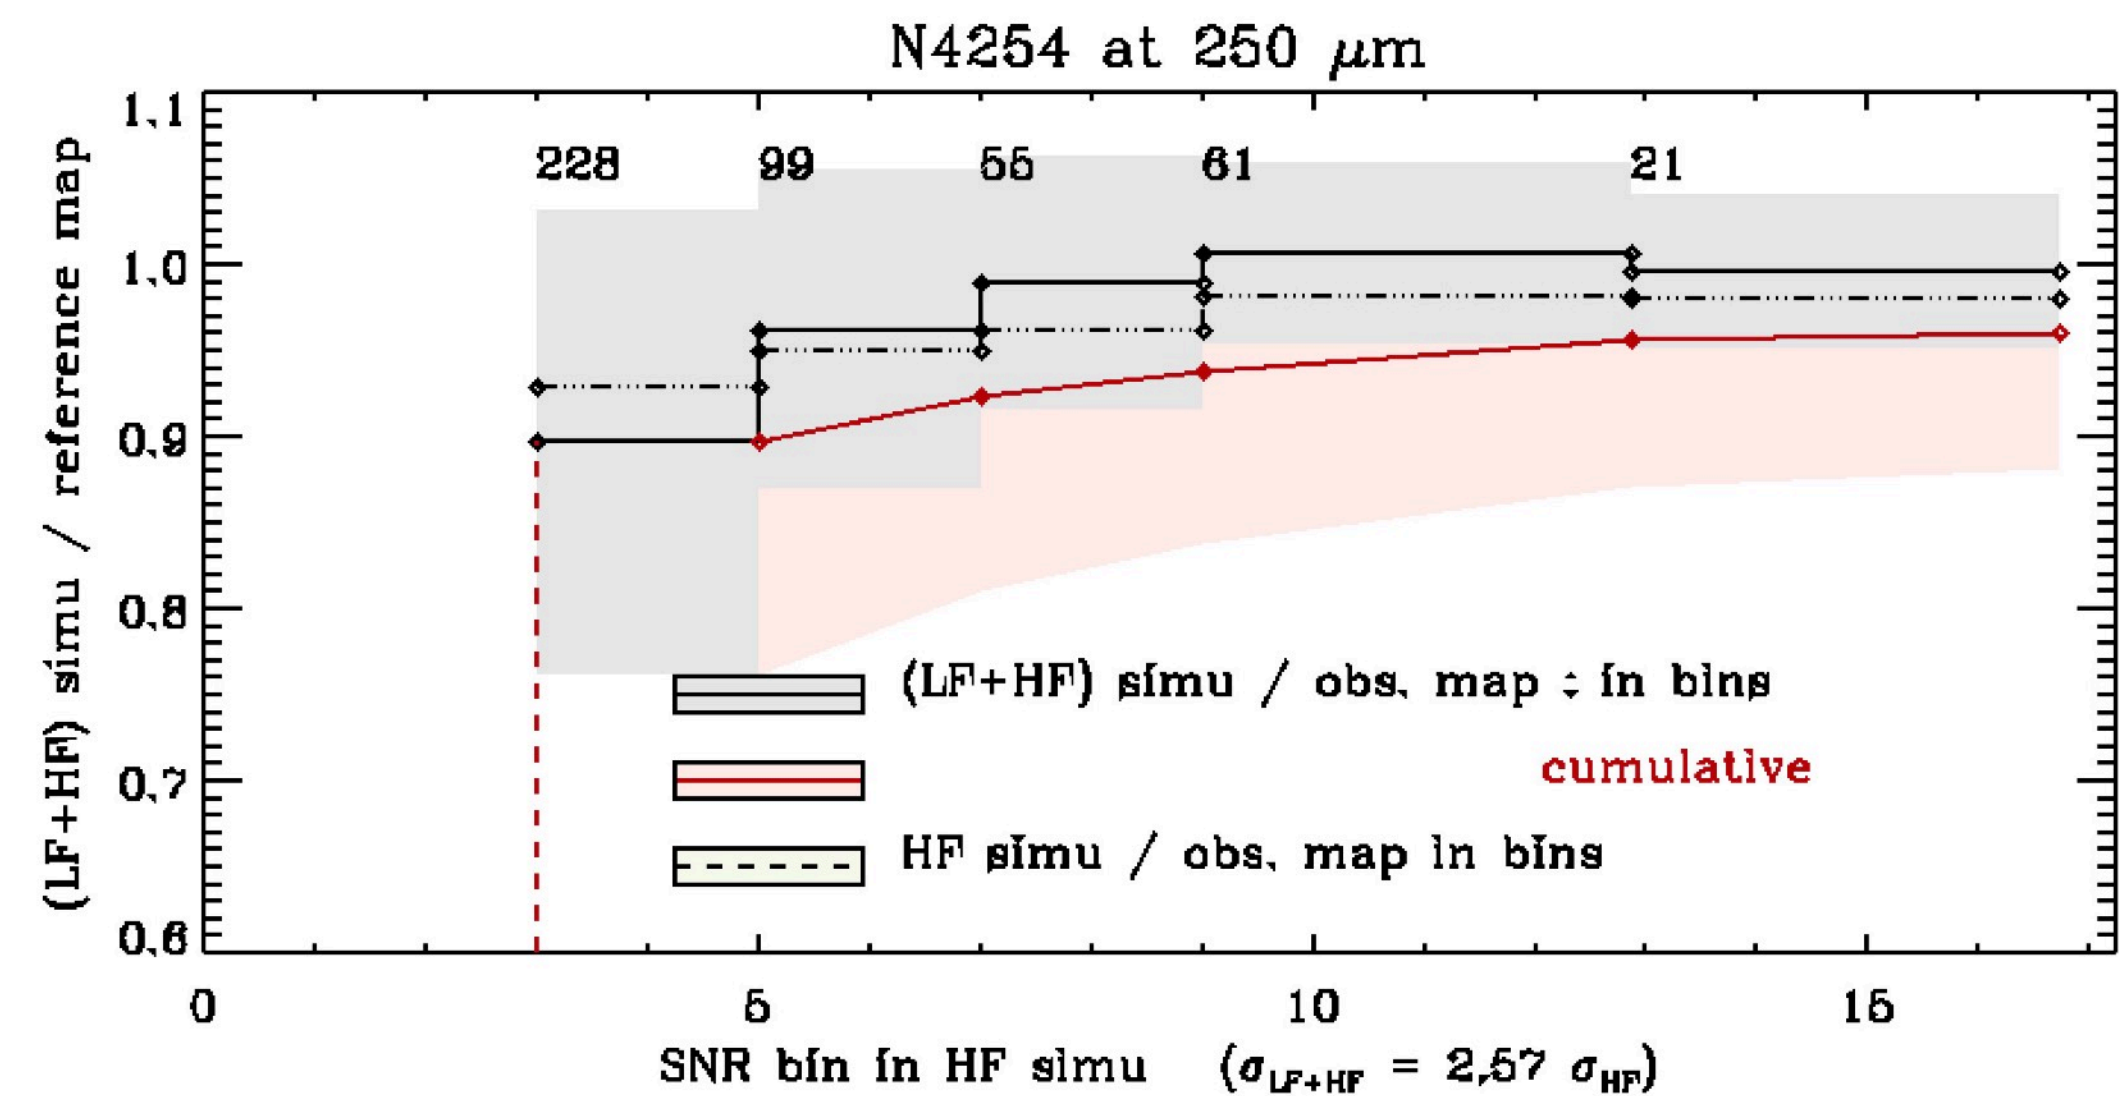 N4254 at 250 μm
(LF+HF) simu / reference map
1.1
1.0
0.9
0.8
0.7
0.6
228 99 55 61 21
(LF+HF) simu / obs. map : in bins
cumulative
HF simu / obs. map in bins
0 5 10 15
SNR bin in HF simu (σLF+HF = 2.57 σHF)